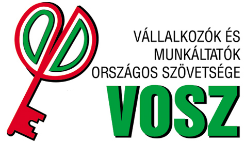 VÁLLALKOZÓK ÉS
MUNKÁLTATÓK
ORSZÁGOS SZÖVETSÉGE
VOSZ